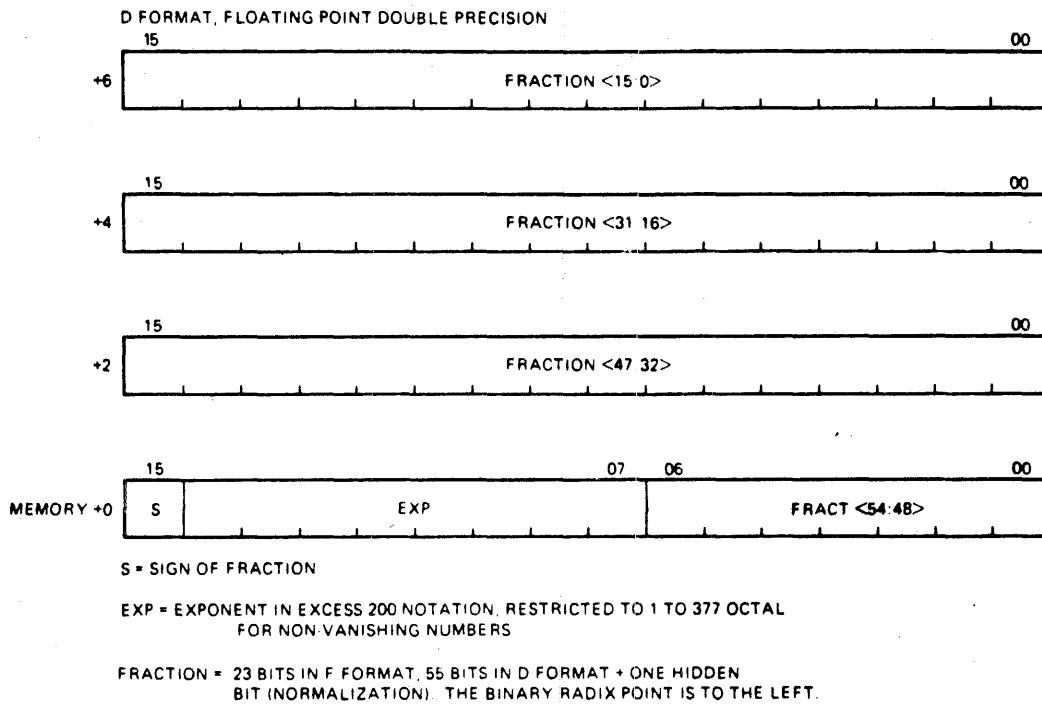 D FORMAT, FLOATING POINT DOUBLE PRECISION
15 00
+6 FRACTION <15:0>
15 00
+4 FRACTION <31:16>
15 00
+2 FRACTION <47:32>
15 07 06 00
MEMORY +0 S EXP FRACT <54:48>
S = SIGN OF FRACTION
EXP = EXPONENT IN EXCESS 200 NOTATION, RESTRICTED TO 1 TO 377 OCTAL
FOR NON-VANISHING NUMBERS
FRACTION = 23 BITS IN F FORMAT, 55 BITS IN D FORMAT + ONE HIDDEN
BIT (NORMALIZATION). THE BINARY RADIX POINT IS TO THE LEFT.